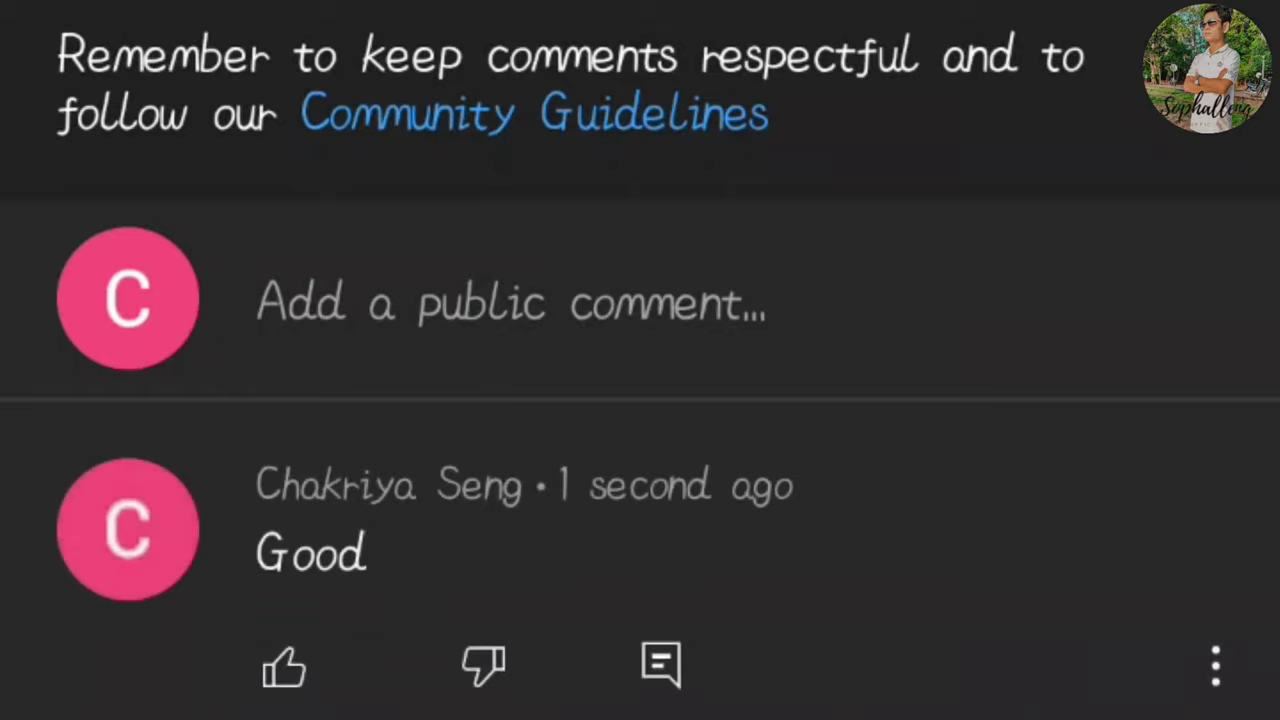 Remember to keep comments respectful and to
follow our Community Guidelines
Sophalleng
C
Add a public comment...
C
Chakriya Seng • 1 second ago
Good